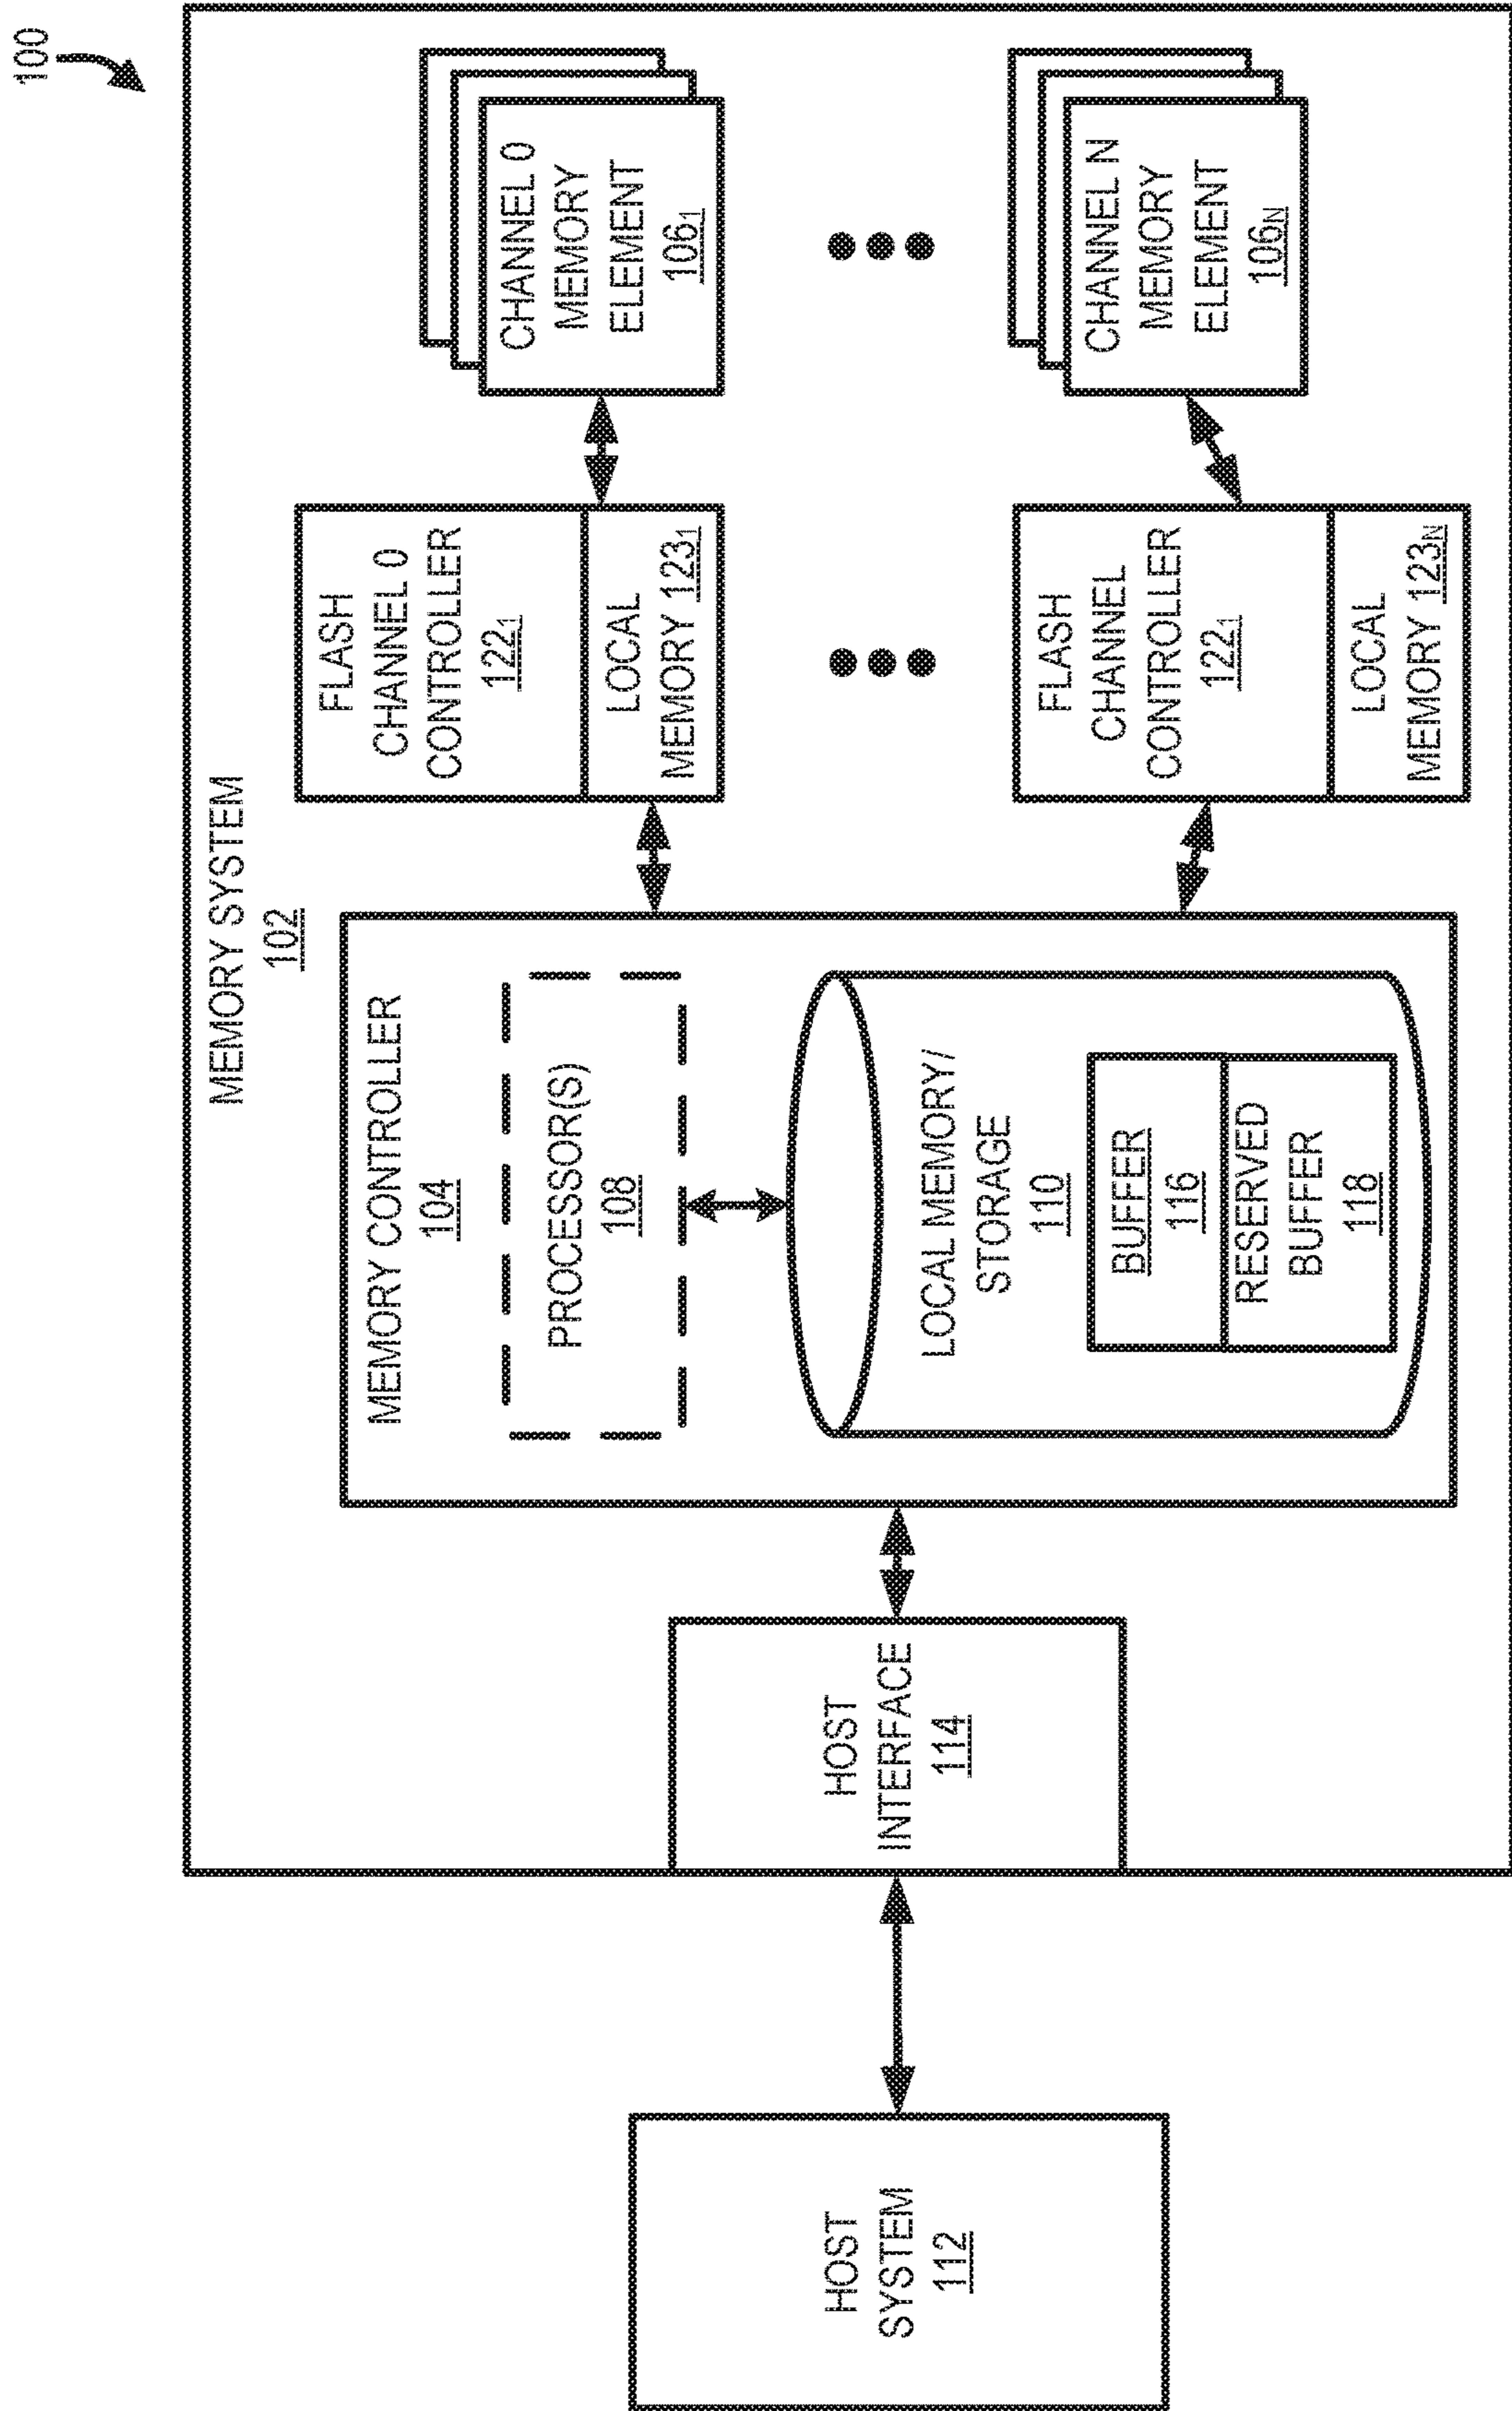 100
MEMORY SYSTEM
102
HOST
SYSTEM
112
HOST
INTERFACE
114
MEMORY CONTROLLER
104
PROCESSOR(S)
108
LOCAL MEMORY/
STORAGE
110
BUFFER
116
RESERVED
BUFFER
118
FLASH
CHANNEL 0
CONTROLLER
122₁
LOCAL
MEMORY 123₁
FLASH
CHANNEL
CONTROLLER
122₁
LOCAL
MEMORY 123N
CHANNEL 0
MEMORY
ELEMENT
106₁
CHANNEL N
MEMORY
ELEMENT
106N